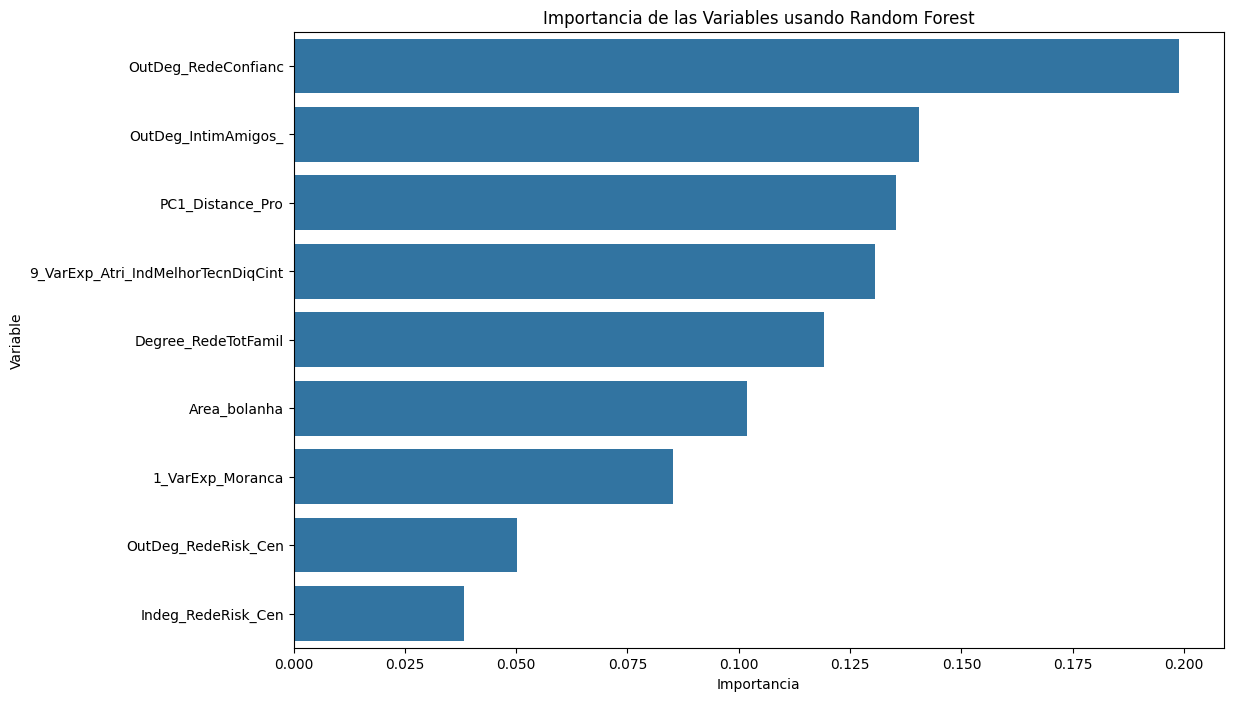 Importancia de las Variables usando Random Forest
Variable
OutDeg_RedeConfianc
OutDeg_IntimAmigos_
PC1_Distance_Pro
9_VarExp_Atri_IndMelhorTecnDiqCint
Degree_RedeTotFamil
Area_bolanha
1_VarExp_Moranca
OutDeg_RedeRisk_Cen
Indeg_RedeRisk_Cen
0.000 0.025 0.050 0.075 0.100 0.125 0.150 0.175 0.200
Importancia